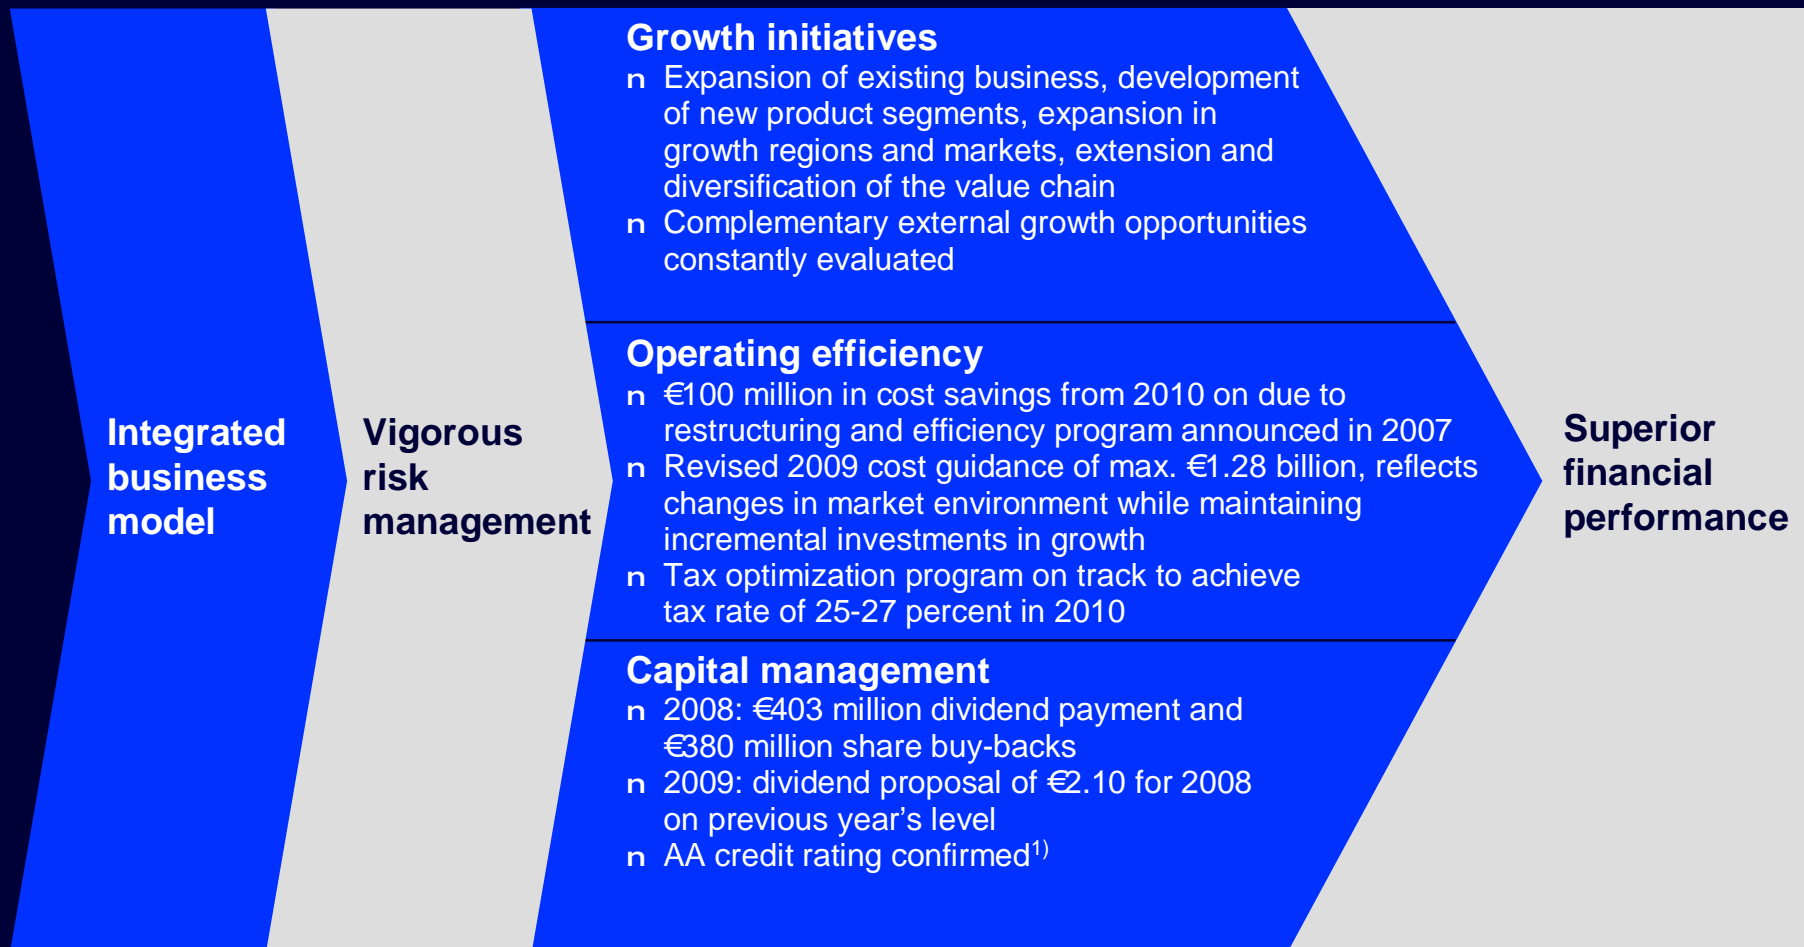 Integrated
business
model
Vigorous
risk
management
Growth initiatives
n Expansion of existing business, development
of new product segments, expansion in
growth regions and markets, extension and
diversification of the value chain
n Complementary external growth opportunities
constantly evaluated
Operating efficiency
n €100 million in cost savings from 2010 on due to
restructuring and efficiency program announced in 2007
n Revised 2009 cost guidance of max. €1.28 billion, reflects
changes in market environment while maintaining
incremental investments in growth
n Tax optimization program on track to achieve
tax rate of 25-27 percent in 2010
Capital management
n 2008: €403 million dividend payment and
€380 million share buy-backs
n 2009: dividend proposal of €2.10 for 2008
on previous year’s level
n AA credit rating confirmed1)
Superior
financial
performance